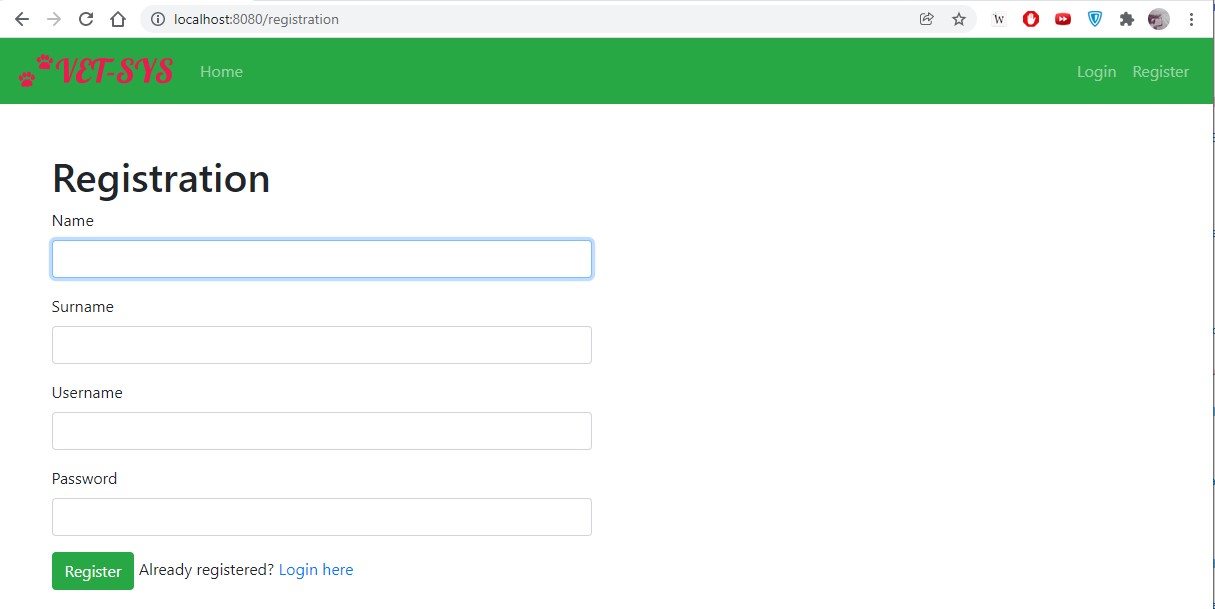 localhost:8080/registration
W
VET-SYS Home Login Register
Registration
Name
Surname
Username
Password
Register Already registered? Login here